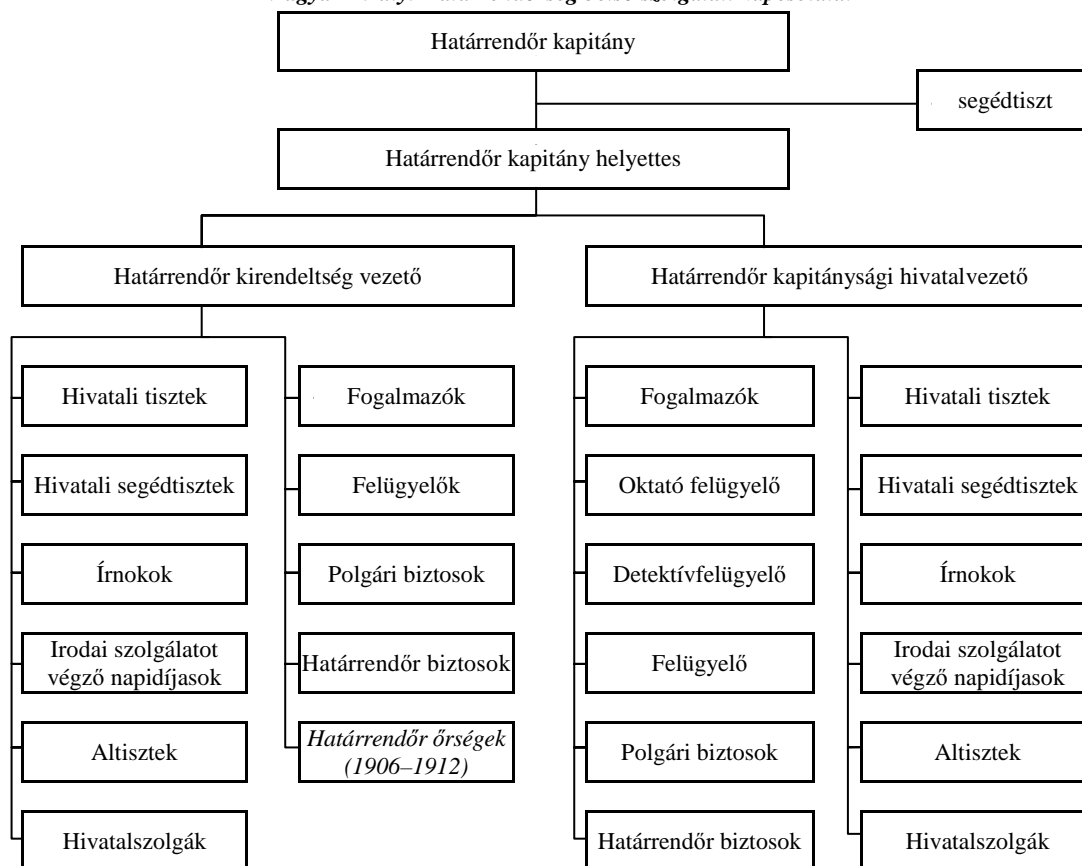 Határrendőr kapitány
segédtiszt
Határrendőr kapitány helyettes
Határrendőr kirendeltség vezető
Határrendőr kapitánysági hivatalvezető
Hivatali tisztek
Hivatali segédtisztek
Írnokok
Irodai szolgálatot
végző napidíjasok
Altisztek
Hivatalszolgák
Fogalmazók
Felügyelők
Polgári biztosok
Határrendőr biztosok
Határrendőr őrségek
(1906–1912)
Fogalmazók
Oktató felügyelő
Detektívfelügyelő
Felügyelő
Polgári biztosok
Határrendőr biztosok
Hivatali tisztek
Hivatali segédtisztek
Írnokok
Irodai szolgálatot
végző napidíjasok
Altisztek
Hivatalszolgák